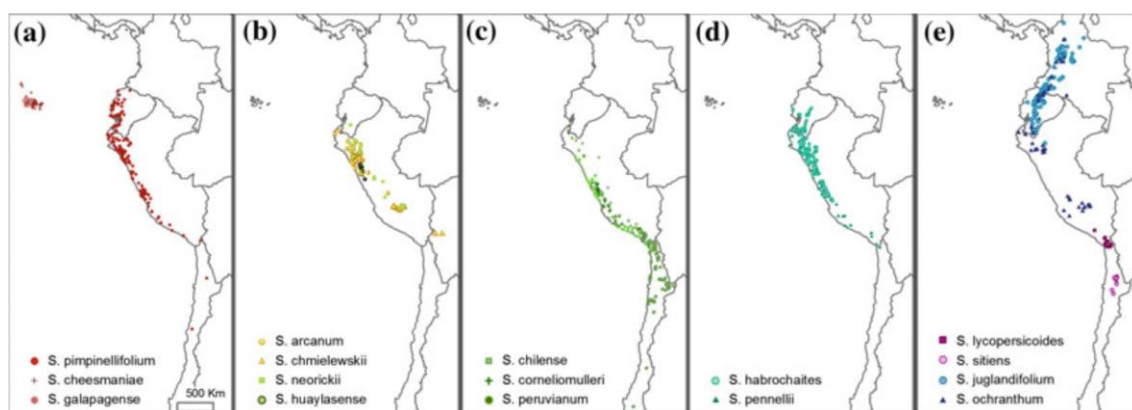 (a)
S. pimpinellifolium
S. cheesmaniae
S. galapagense
500 Km
(b)
S. arcanum
S. chmielewskii
S. neorickii
S. huaylasense
(c)
S. chilense
S. corneliomulleri
S. peruvianum
(d)
S. habrochaites
S. pennellii
(e)
S. lycopersicoides
S. sitiens
S. juglandifolium
S. ochranthum